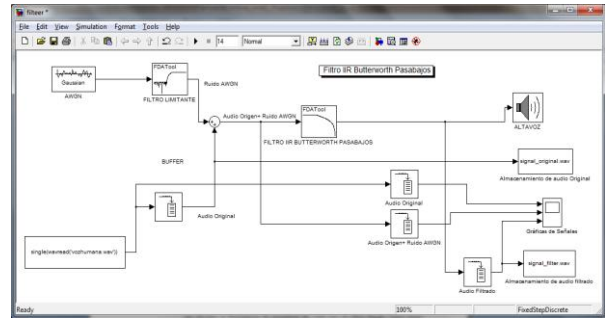 filteer *
File Edit View Simulation Format Tools Help
14 Normal
Filtro IIR Butterworth Pasabajos
Gaussian
AWGN
FDATool
FILTRO LIMITANTE
Ruido AWGN
Audio Origen+ Ruido AWGN
FDATool
FILTRO IIR BUTTERWORTH PASABAJOS
ALTAVOZ
BUFFER
signal_original.wav
Almacenamiento de audio Original
Audio Original
Audio Original
Audio Origen+ Ruido AWGN
Gráficas de Señales
single(wavread('vozhumana.wav'))
signal_filter.wav
Audio Filtrado
Almacenamiento de audio filtrado
Ready 100% FixedStepDiscrete